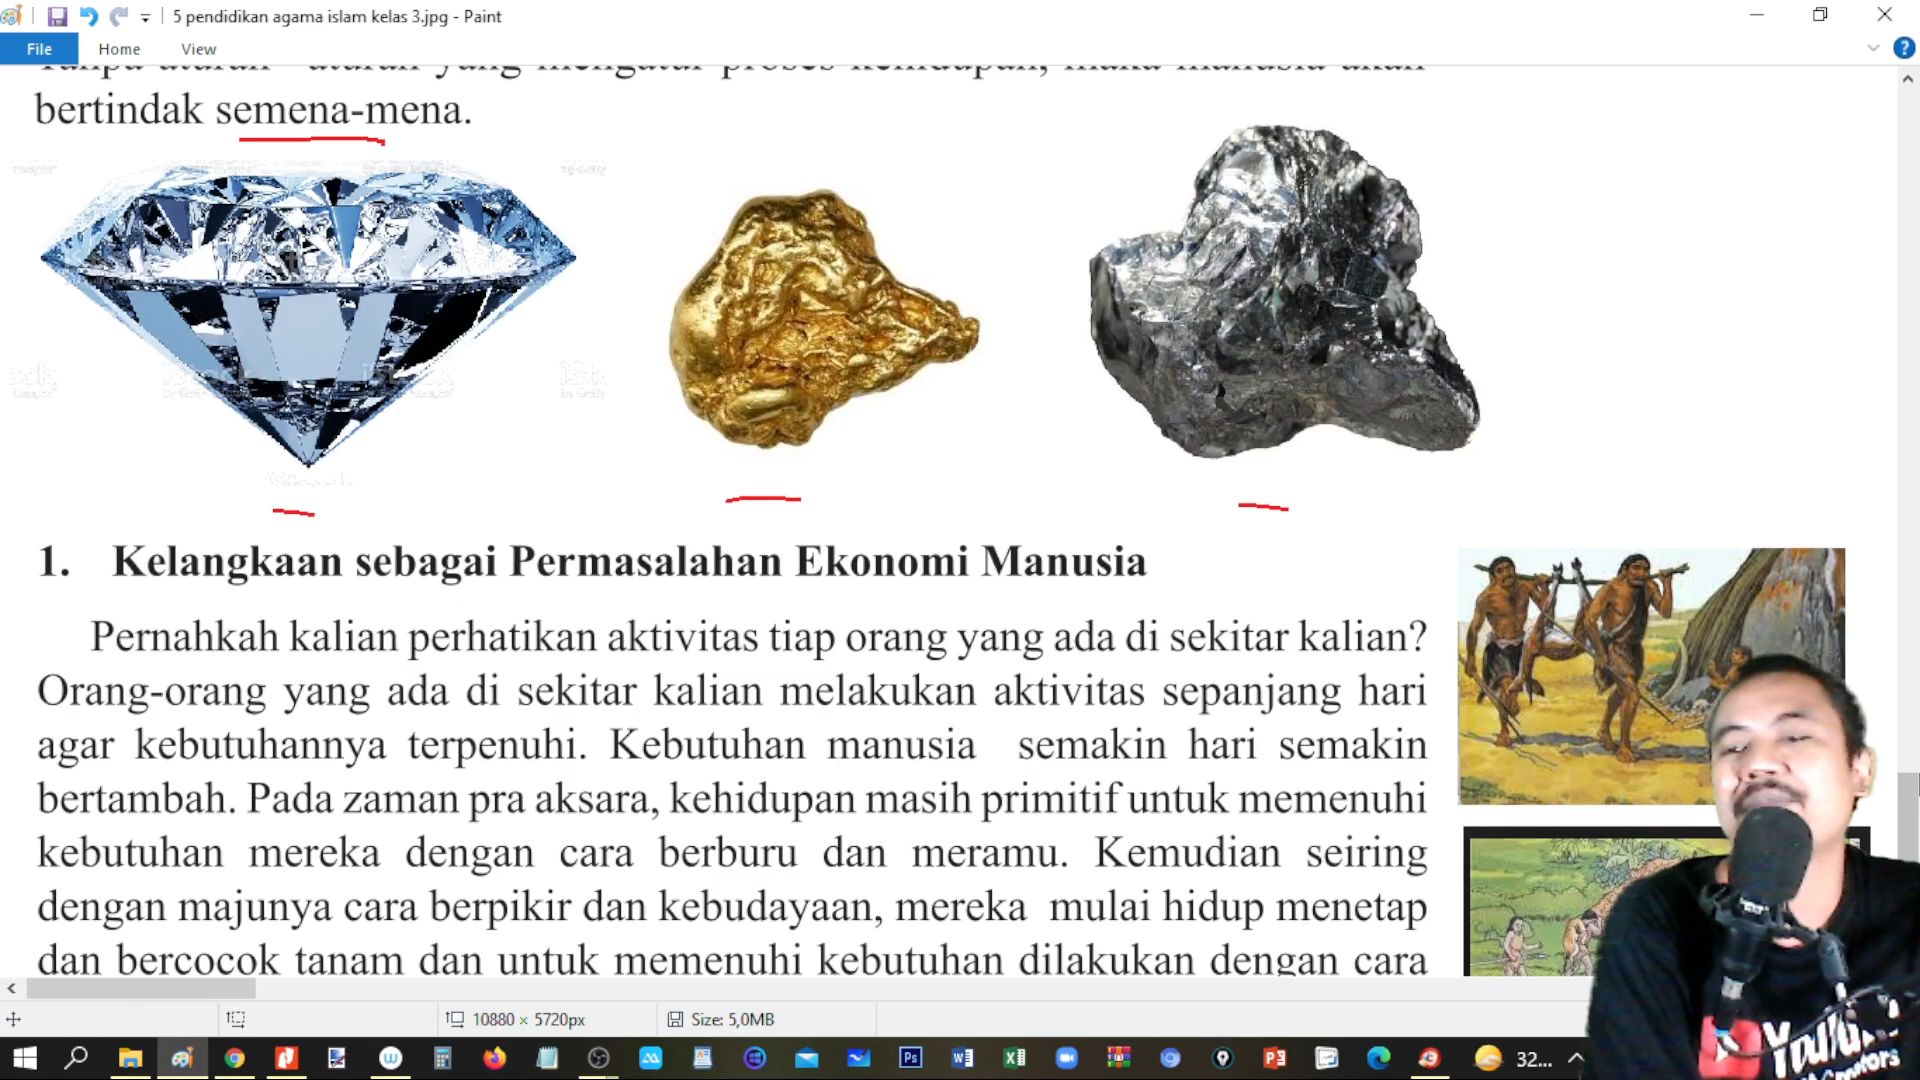 5 pendidikan agama islam kelas 3.jpg - Paint
File Home View
bertindak semena-mena.
1. Kelangkaan sebagai Permasalahan Ekonomi Manusia
Pernahkah kalian perhatikan aktivitas tiap orang yang ada di sekitar kalian?
Orang-orang yang ada di sekitar kalian melakukan aktivitas sepanjang hari
agar kebutuhannya terpenuhi. Kebutuhan manusia semakin hari semakin
bertambah. Pada zaman pra aksara, kehidupan masih primitif untuk memenuhi
kebutuhan mereka dengan cara berburu dan meramu. Kemudian seiring
dengan majunya cara berpikir dan kebudayaan, mereka mulai hidup menetap
dan bercocok tanam dan untuk memenuhi kebutuhan dilakukan dengan cara
10880 × 5720px Size: 5,0MB
32...